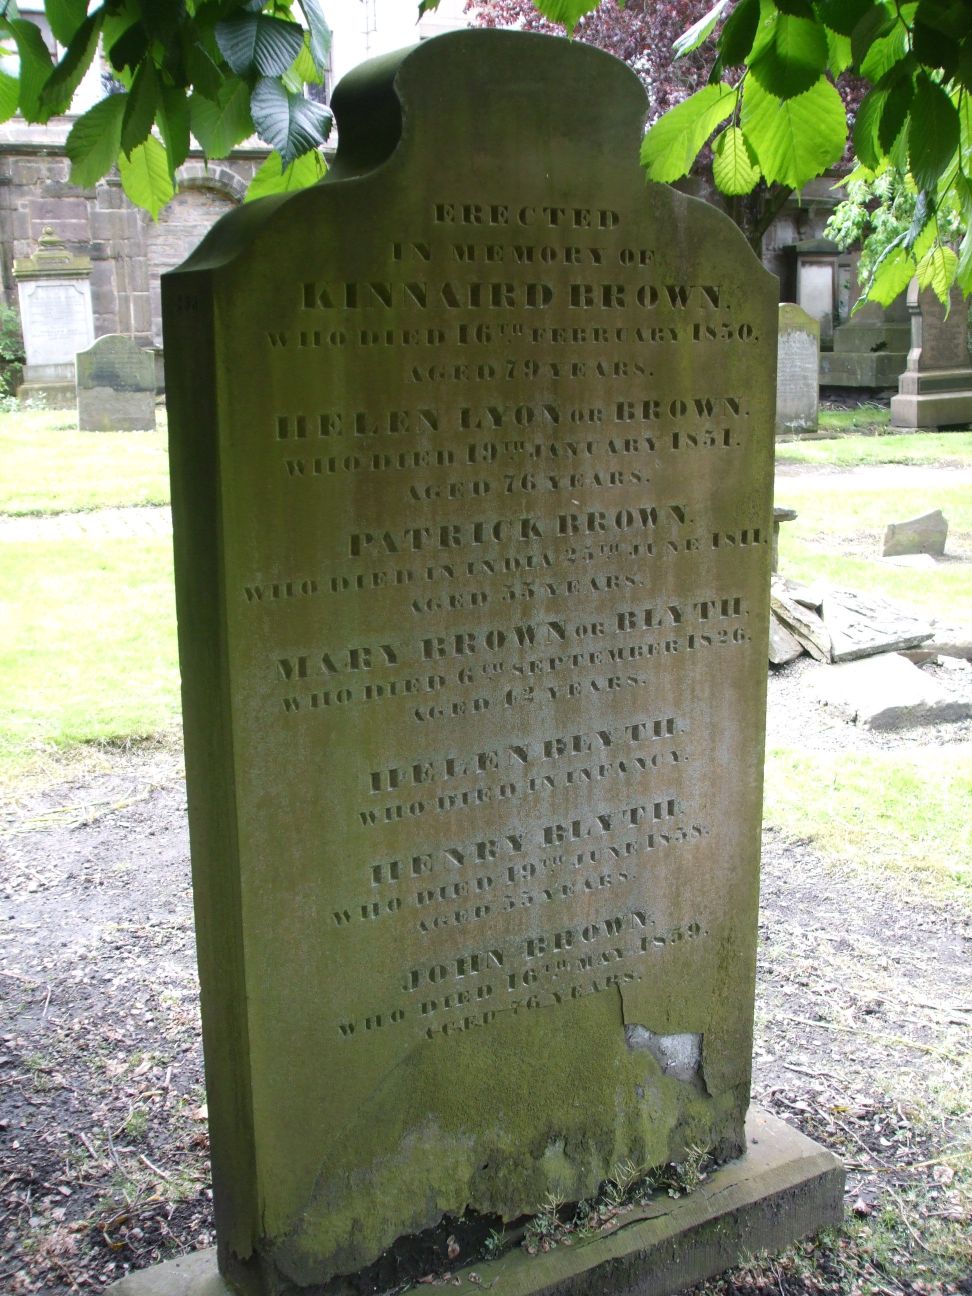 ERECTED
IN MEMORY OF
KINNAIRD BROWN.
WHO DIED 16TH FEBRUARY 1850.
AGED 79 YEARS.
HELEN LYON OR BROWN.
WHO DIED 19TH JANUARY 1851.
AGED 76 YEARS.
PATRICK BROWN.
WHO DIED IN INDIA 25TH JUNE 1811.
AGED 35 YEARS.
MARY BROWN OR BLYTH.
WHO DIED 6TH SEPTEMBER 1826.
AGED 42 YEARS.
HELEN BLYTH.
WHO DIED IN INFANCY.
HENRY BLYTH.
WHO DIED 19TH JUNE 1858.
AGED 35 YEARS.
JOHN BROWN.
WHO DIED 16TH MAY 1859.
AGED 76 YEARS.